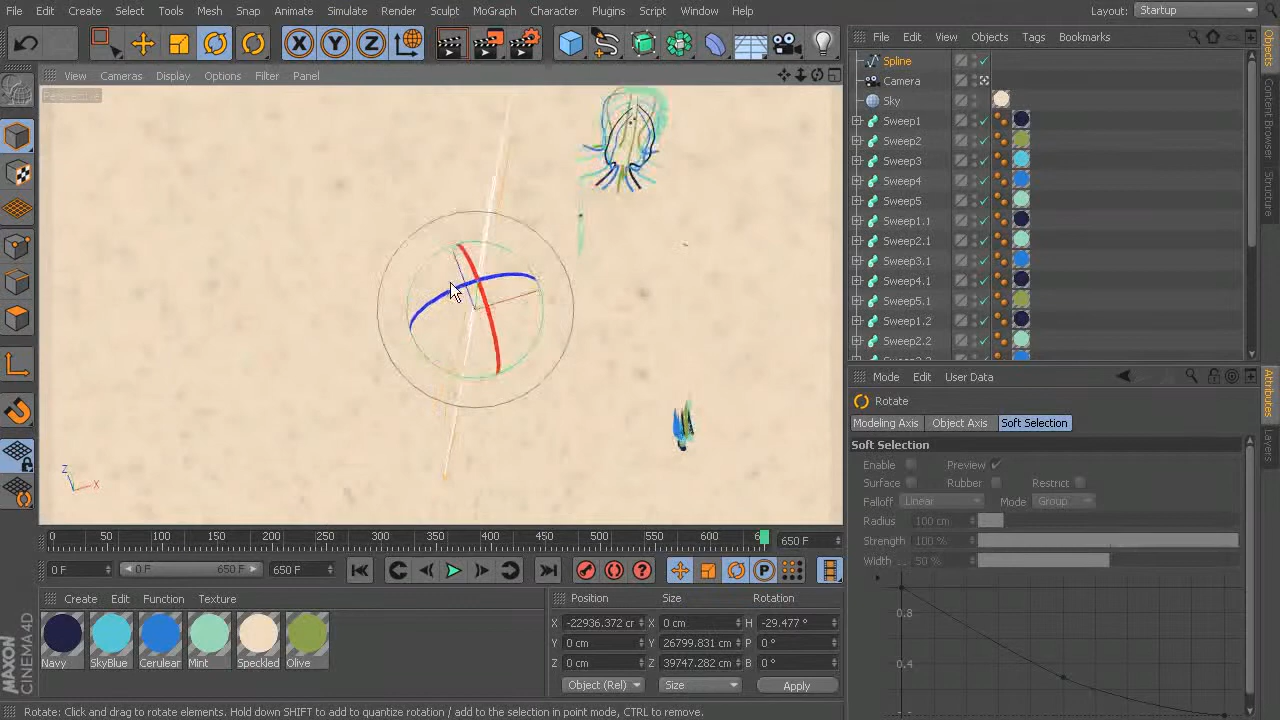 File Edit Create Select Tools Mesh Snap Animate Simulate Render Sculpt MoGraph Character Plugins Script Window Help Layout: Startup
X Y Z
File Edit View Objects Tags Bookmarks
View Cameras Display Options Filter Panel
Perspective
Spline
Camera
Sky
Sweep1
Sweep2
Sweep3
Sweep4
Sweep5
Sweep1.1
Sweep2.1
Sweep3.1
Sweep4.1
Sweep5.1
Sweep1.2
Sweep2.2
Objects
Content Browser
Structure
Z
X
Mode Edit User Data
Rotate
Modeling Axis Object Axis Soft Selection
Soft Selection
Enable Preview
Surface Rubber Restrict
Falloff Linear Mode Group
Radius 100 cm
Strength 100 %
Width . . 50 %
0.8
0.4
Attributes
Layers
0 50 100 150 200 250 300 350 400 450 500 550 600 650 F
0 F 0 F 650 F 650 F
P
Create Edit Function Texture
Navy SkyBlue Cerulear Mint Speckled Olive
Position Size Rotation
X -22936.372 cr X 0 cm H -29.477 °
Y 0 cm Y 26799.831 cm P 0 °
Z 0 cm Z 39747.282 cm B 0 °
Object (Rel) Size Apply
MAXON
CINEMA 4D
Rotate: Click and drag to rotate elements. Hold down SHIFT to add to quantize rotation / add to the selection in point mode, CTRL to remove.